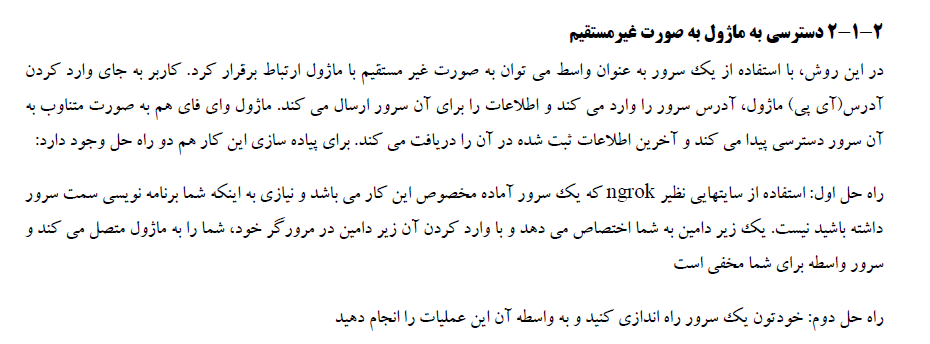 ۲-۱-۲ دسترسی به ماژول به صورت غیرمستقیم
در این روش، با استفاده از یک سرور به عنوان واسط می توان به صورت غیر مستقیم با ماژول ارتباط برقرار کرد. کاربر به جای وارد کردن
آدرس(آی پی) ماژول، آدرس سرور را وارد می کند و اطلاعات را برای آن سرور ارسال می کند. ماژول وای فای هم به صورت متناوب به
آن سرور دسترسی پیدا می کند و آخرین اطلاعات ثبت شده در آن را دریافت می کند. برای پیاده سازی این کار هم دو راه حل وجود دارد:
راه حل اول: استفاده از سایتهایی نظیر ngrok که یک سرور آماده مخصوص این کار می باشد و نیازی به اینکه شما برنامه نویسی سمت سرور
داشته باشید نیست. یک زیر دامین به شما اختصاص می دهد و با وارد کردن آن زیر دامین در مرورگر خود، شما را به ماژول متصل می کند و
سرور واسطه برای شما مخفی است
راه حل دوم: خودتون یک سرور راه اندازی کنید و به واسطه آن این عملیات را انجام دهید